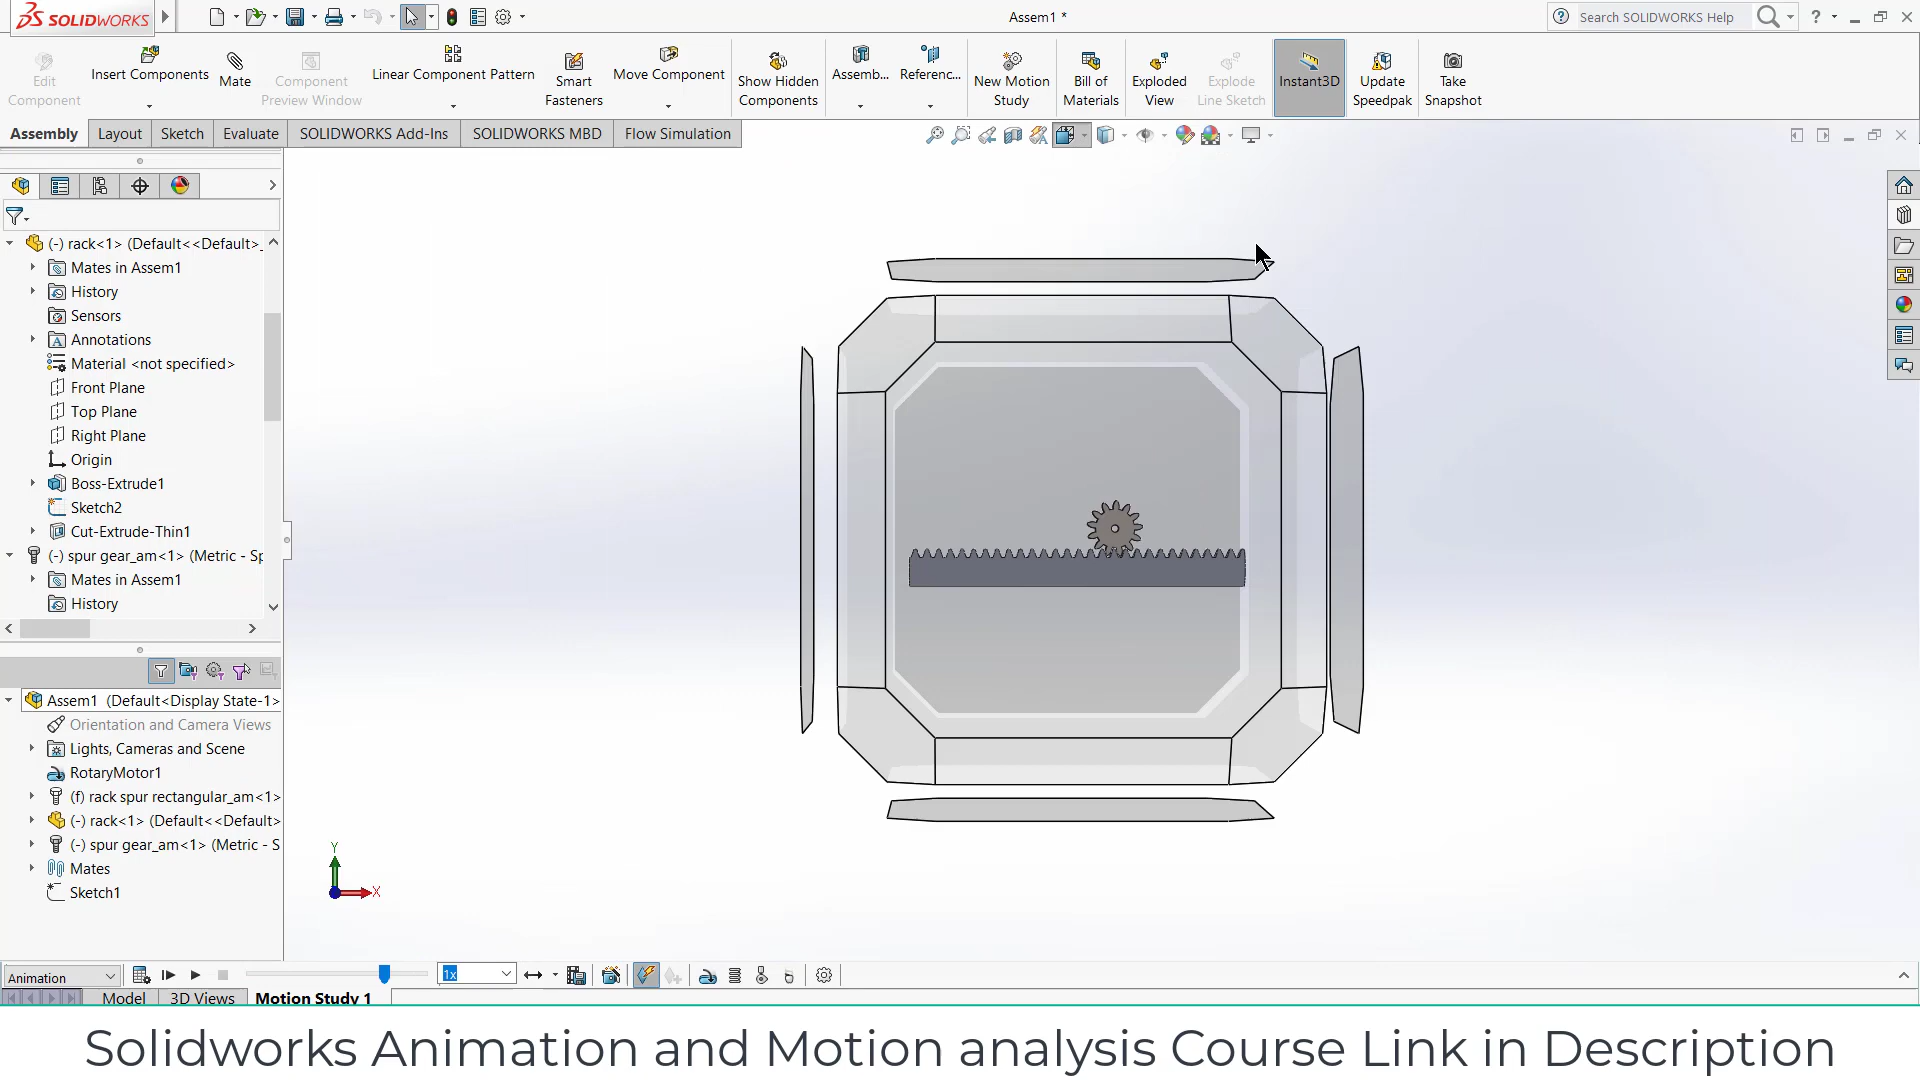 SOLIDWORKS
Assem1 *
Search SOLIDWORKS Help
Edit Component
Insert Components
Mate
Component Preview Window
Linear Component Pattern
Smart Fasteners
Move Component
Show Hidden Components
Assemb...
Referenc...
New Motion Study
Bill of Materials
Exploded View
Explode Line Sketch
Instant3D
Update Speedpak
Take Snapshot
Assembly
Layout
Sketch
Evaluate
SOLIDWORKS Add-Ins
SOLIDWORKS MBD
Flow Simulation
(-) rack<1> (Default<<Default>_
Mates in Assem1
History
Sensors
Annotations
Material <not specified>
Front Plane
Top Plane
Right Plane
Origin
Boss-Extrude1
Sketch2
Cut-Extrude-Thin1
(-) spur gear_am<1> (Metric - Sp
Mates in Assem1
History
Assem1 (Default<Display State-1>
Orientation and Camera Views
Lights, Cameras and Scene
RotaryMotor1
(f) rack spur rectangular_am<1>
(-) rack<1> (Default<<Default>
(-) spur gear_am<1> (Metric - S
Mates
Sketch1
Y
X
Animation
1x
Model
3D Views
Motion Study 1
Solidworks Animation and Motion analysis Course Link in Description